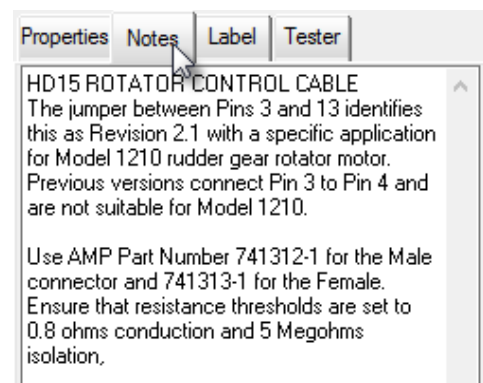 Properties Notes Label Tester
HD15 ROTATOR CONTROL CABLE
The jumper between Pins 3 and 13 identifies
this as Revision 2.1 with a specific application
for Model 1210 rudder gear rotator motor.
Previous versions connect Pin 3 to Pin 4 and
are not suitable for Model 1210.
Use AMP Part Number 741312-1 for the Male
connector and 741313-1 for the Female.
Ensure that resistance thresholds are set to
0.8 ohms conduction and 5 Megohms
isolation,